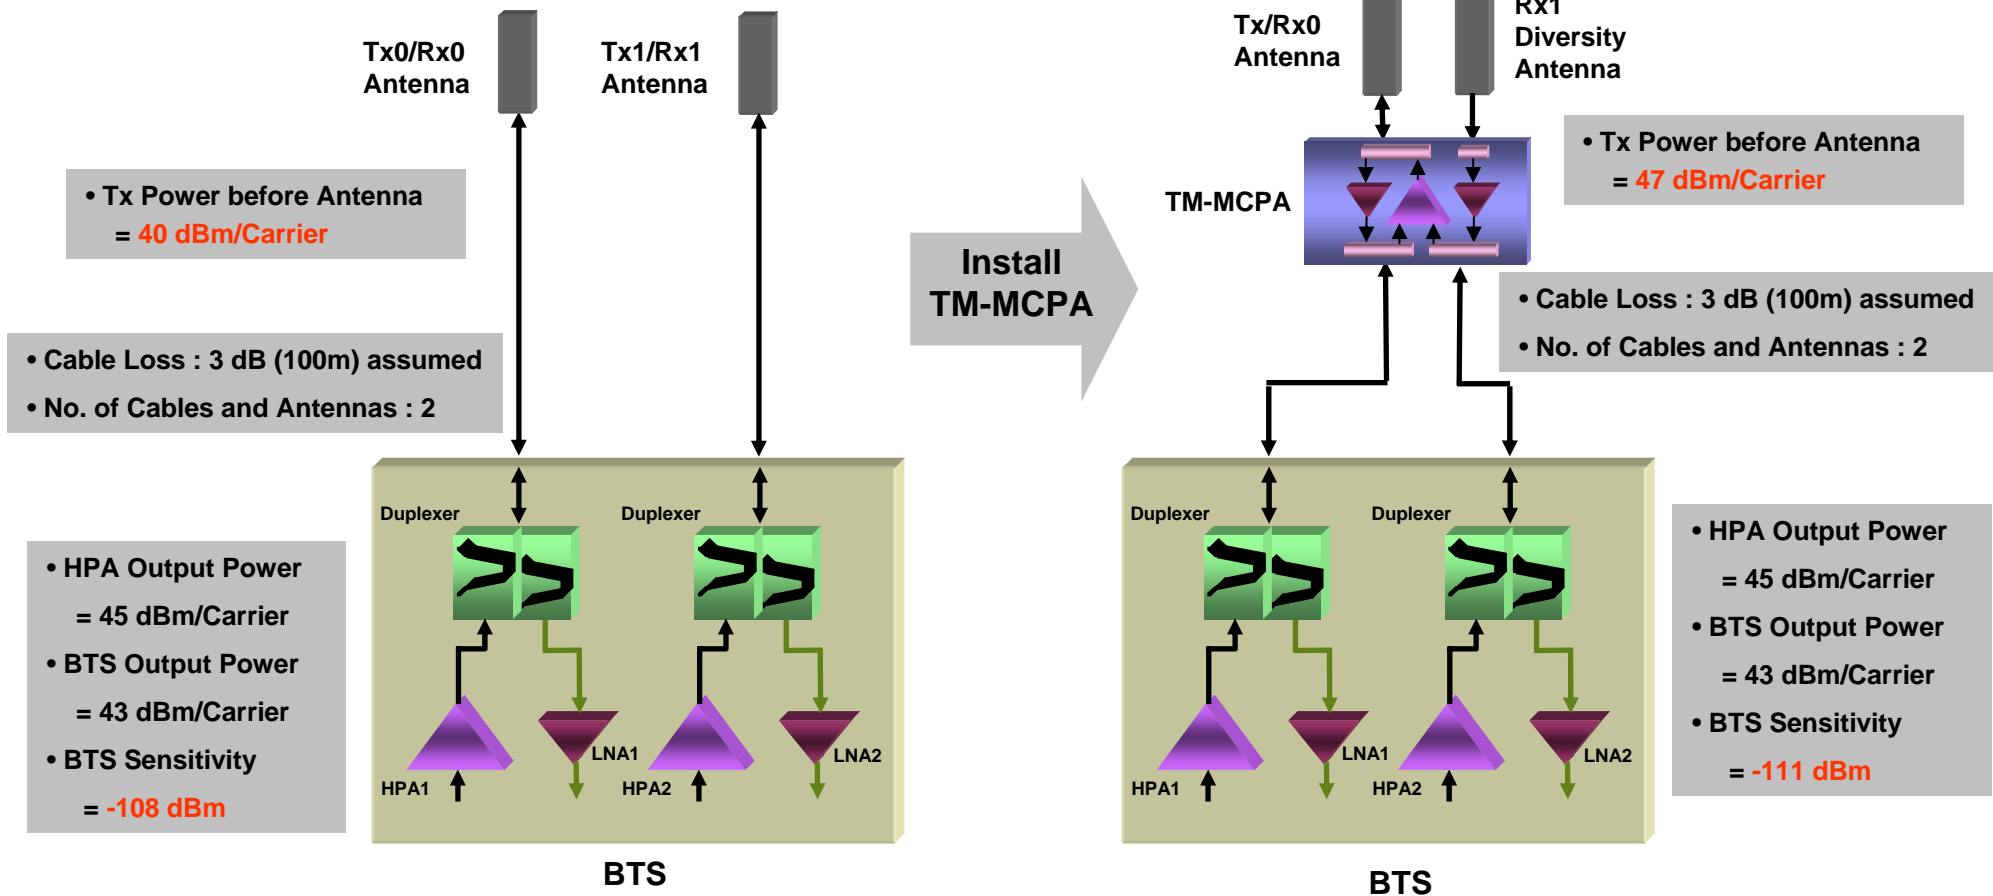 Tx0/Rx0
Antenna
Tx1/Rx1
Antenna
• Tx Power before Antenna
= 40 dBm/Carrier
• Cable Loss : 3 dB (100m) assumed
• No. of Cables and Antennas : 2
• HPA Output Power
= 45 dBm/Carrier
• BTS Output Power
= 43 dBm/Carrier
• BTS Sensitivity
= -108 dBm
Duplexer
Duplexer
HPA1
LNA1
HPA2
LNA2
BTS
Install
TM-MCPA
Tx/Rx0
Antenna
Rx1
Diversity
Antenna
TM-MCPA
• Tx Power before Antenna
= 47 dBm/Carrier
• Cable Loss : 3 dB (100m) assumed
• No. of Cables and Antennas : 2
Duplexer
Duplexer
HPA1
LNA1
HPA2
LNA2
BTS
• HPA Output Power
= 45 dBm/Carrier
• BTS Output Power
= 43 dBm/Carrier
• BTS Sensitivity
= -111 dBm